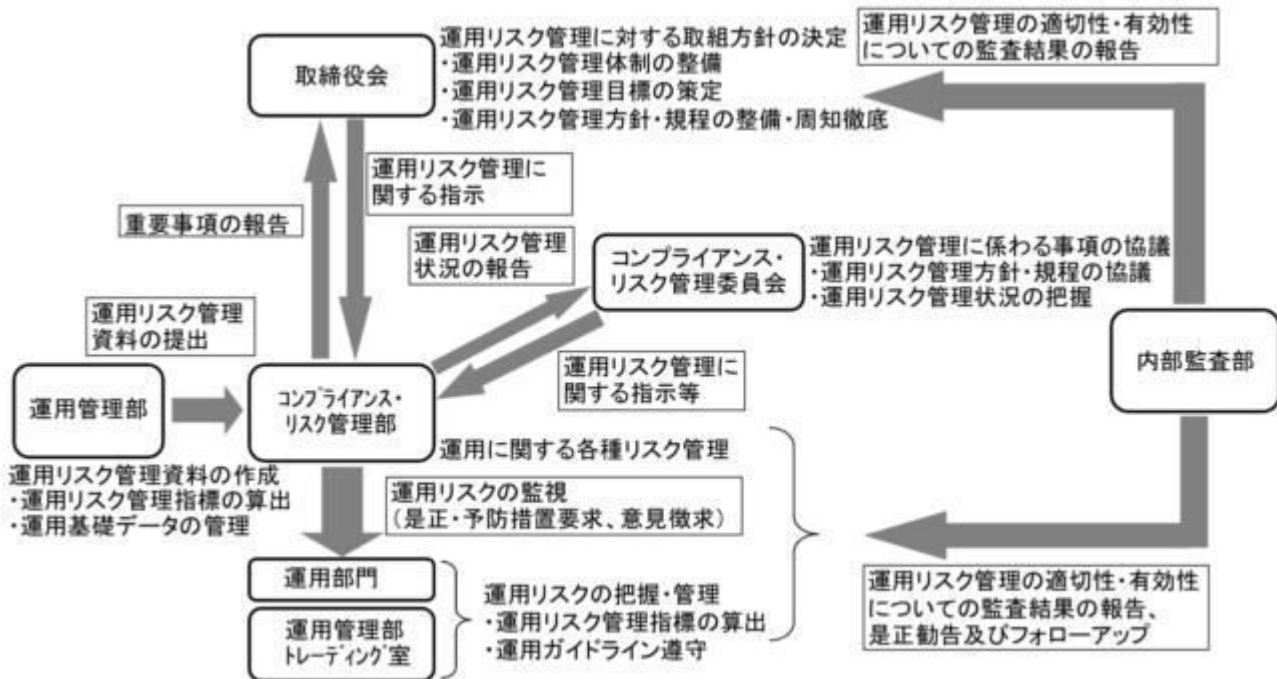 取締役会
運用リスク管理に対する取組方針の決定
・運用リスク管理体制の整備
・運用リスク管理目標の策定
・運用リスク管理方針・規程の整備・周知徹底
運用リスク管理の適切性・有効性
についての監査結果の報告
運用リスク管理に
関する指示
重要事項の報告
運用リスク管理
状況の報告
コンプライアンス・
リスク管理委員会
運用リスク管理に係わる事項の協議
・運用リスク管理方針・規程の協議
・運用リスク管理状況の把握
運用リスク管理
資料の提出
運用リスク管理に
関する指示等
内部監査部
運用管理部
コンプライアンス・
リスク管理部
運用に関する各種リスク管理
運用リスク管理資料の作成
・運用リスク管理指標の算出
・運用基礎データの管理
運用リスクの監視
（是正・予防措置要求、意見徴求）
運用部門
運用管理部
トレーディング室
運用リスクの把握・管理
・運用リスク管理指標の算出
・運用ガイドライン遵守
運用リスク管理の適切性・有効性
についての監査結果の報告、
是正勧告及びフォローアップ